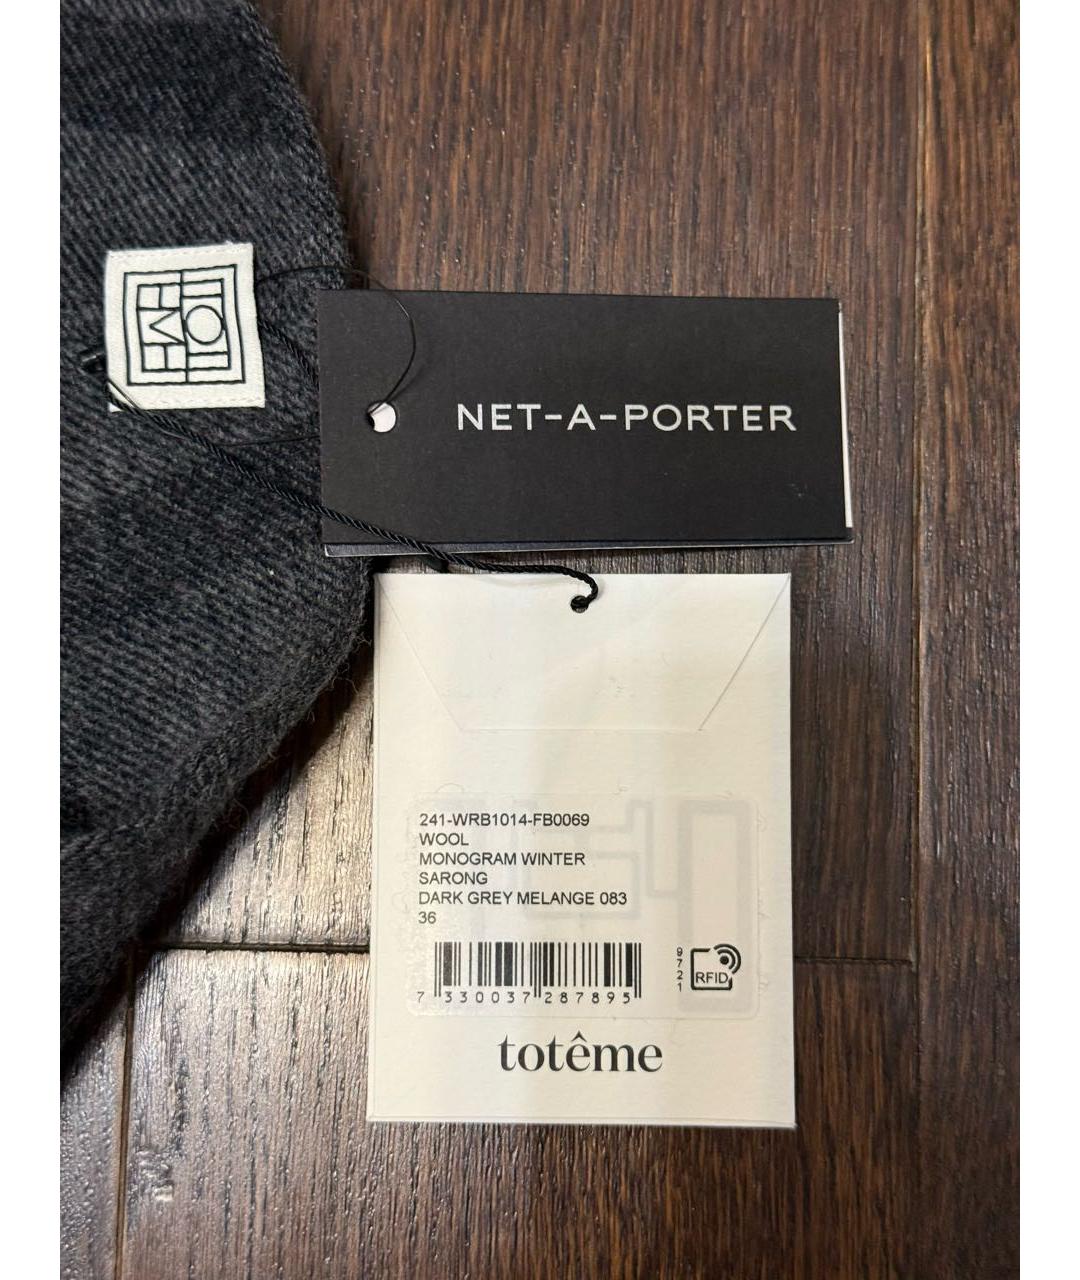 TOTÊME
NET-A-PORTER
241-WRB1014-FB0069
WOOL
MONOGRAM WINTER
SARONG
DARK GREY MELANGE 083
36
7 330037 287895
9721
RFID
totême